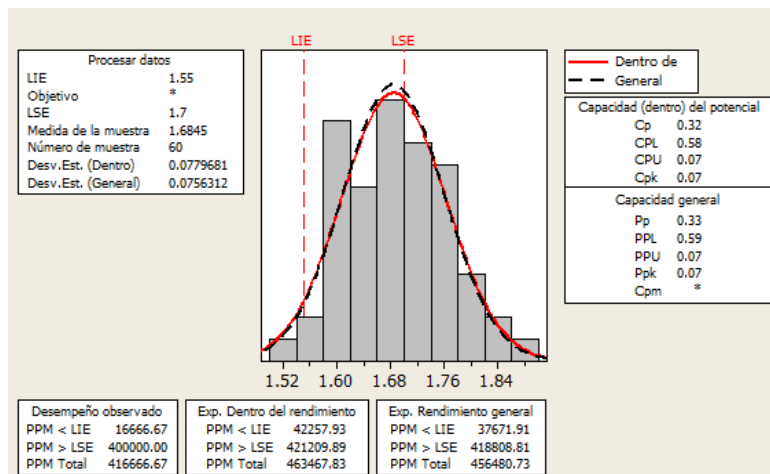 LIE LSE
Procesar datos
LIE 1.55
Objetivo *
LSE 1.7
Medida de la muestra 1.6845
Número de muestra 60
Desv.Est. (Dentro) 0.0779681
Desv.Est. (General) 0.0756312
Dentro de
General
Capacidad (dentro) del potencial
Cp 0.32
CPL 0.58
CPU 0.07
Cpk 0.07
Capacidad general
Pp 0.33
PPL 0.59
PPU 0.07
Ppk 0.07
Cpm *
1.52 1.60 1.68 1.76 1.84
Desempeño observado
PPM < LIE 16666.67
PPM > LSE 400000.00
PPM Total 416666.67
Exp. Dentro del rendimiento
PPM < LIE 42257.93
PPM > LSE 421209.89
PPM Total 463467.83
Exp. Rendimiento general
PPM < LIE 37671.91
PPM > LSE 418808.81
PPM Total 456480.73